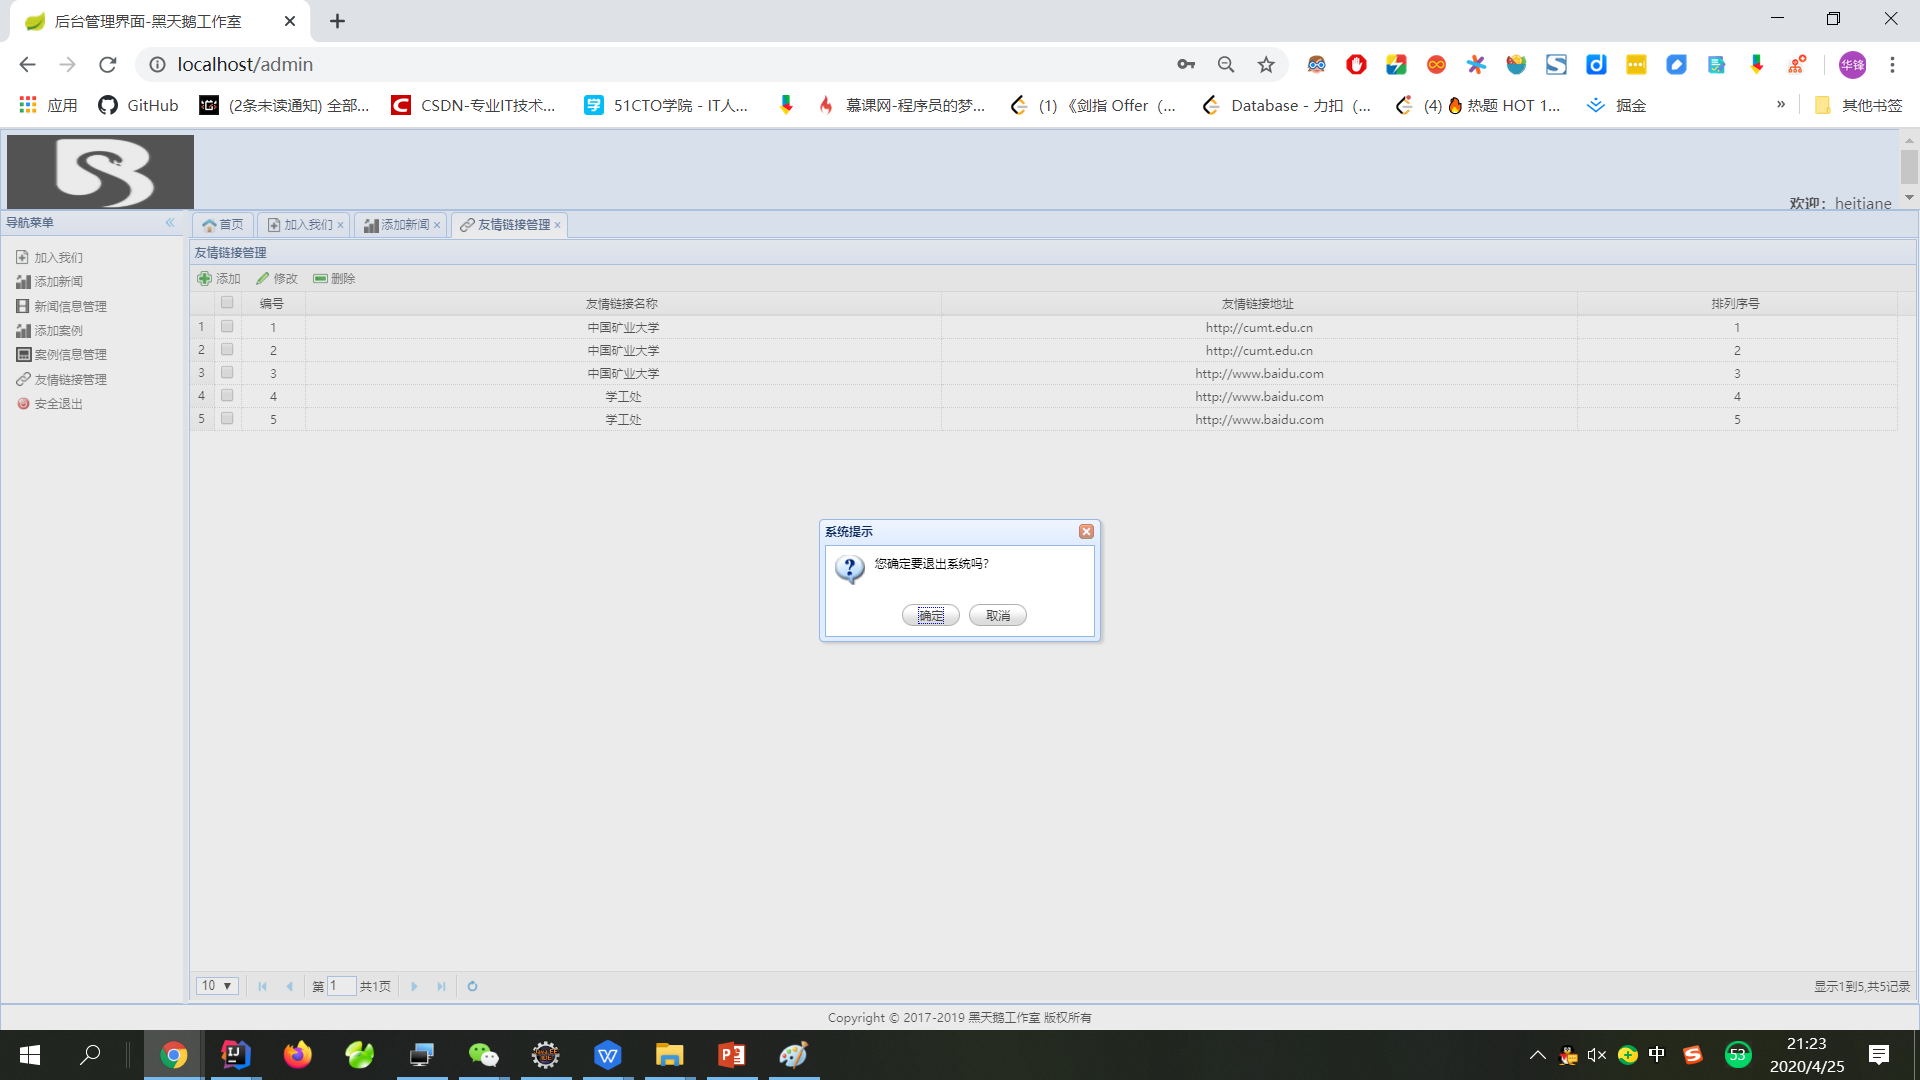 后台管理界面-黑天鹅工作室
localhost/admin
应用 GitHub (2条未读通知) 全部... CSDN-专业IT技术... 51CTO学院 - IT人... 慕课网-程序员的梦... (1) 《剑指 Offer（... Database - 力扣（... (4) 🔥 热题 HOT 1... 掘金 » 其他书签
欢迎：heitiane
导航菜单
加入我们
添加新闻
新闻信息管理
添加案例
案例信息管理
友情链接管理
安全退出
首页 加入我们 添加新闻 友情链接管理
友情链接管理
添加 修改 删除
编号 友情链接名称 友情链接地址 排列序号
1 1 中国矿业大学 http://cumt.edu.cn 1
2 2 中国矿业大学 http://cumt.edu.cn 2
3 3 中国矿业大学 http://www.baidu.com 3
4 4 学工处 http://www.baidu.com 4
5 5 学工处 http://www.baidu.com 5
系统提示
您确定要退出系统吗?
确定 取消
10 第 1 共1页 显示1到5,共5记录
Copyright © 2017-2019 黑天鹅工作室 版权所有
中 53 21:23
2020/4/25